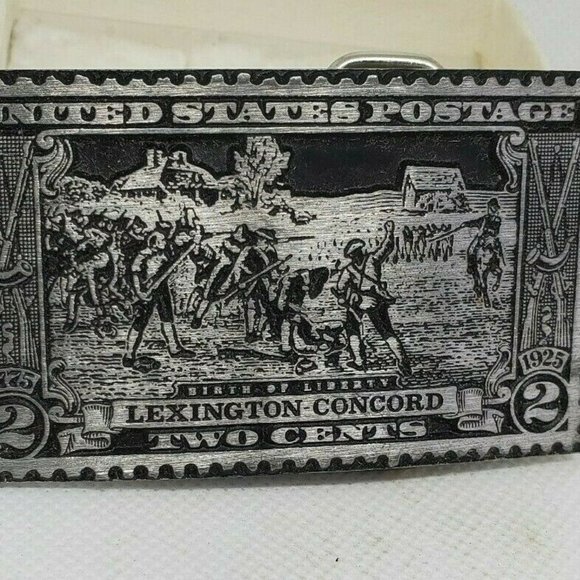 UNITED STATES POSTAGE
1775 1925
BIRTH OF LIBERTY
2 LEXINGTON-CONCORD 2
TWO CENTS